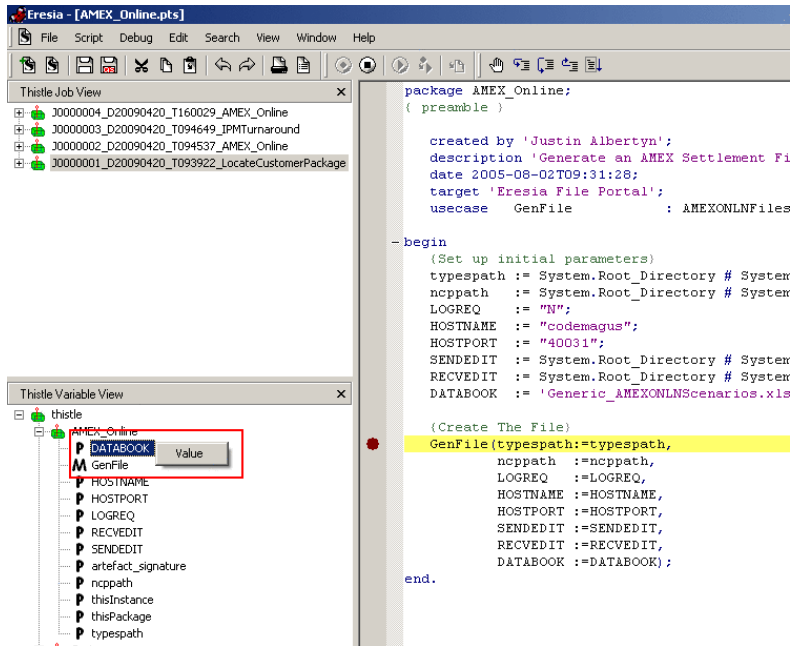 Eresia - [AMEX_Online.pts]
File Script Debug Edit Search View Window Help
Thistle Job View
J0000004_D20090420_T160029_AMEX_Online
J0000003_D20090420_T094649_IPMTurnaround
J0000002_D20090420_T094537_AMEX_Online
J0000001_D20090420_T093922_LocateCustomerPackage
Thistle Variable View
thistle
AMEX_Online
P DATABOOK
Value
M GenFile
P HOSTNAME
P HOSTPORT
P LOGREQ
P RECVEDIT
P SENDEDIT
P artefact_signature
P ncppath
P thisInstance
P thisPackage
P typespath
package AMEX_Online;
{ preamble }
created by 'Justin Albertyn';
description 'Generate an AMEX Settlement Fi
date 2005-08-02T09:31:28;
target 'Eresia File Portal';
usecase GenFile : AMEXONLNFiles
begin
{Set up initial parameters}
typespath := System.Root_Directory # System
ncppath := System.Root_Directory # System
LOGREQ := "N";
HOSTNAME := "codemagus";
HOSTPORT := "40031";
SENDEDIT := System.Root_Directory # System
RECVEDIT := System.Root_Directory # System
DATABOOK := 'Generic_AMEXONLNScenarios.xls
{Create The File}
GenFile(typespath:=typespath,
ncppath :=ncppath,
LOGREQ :=LOGREQ,
HOSTNAME :=HOSTNAME,
HOSTPORT :=HOSTPORT,
SENDEDIT :=SENDEDIT,
RECVEDIT :=RECVEDIT,
DATABOOK :=DATABOOK);
end.